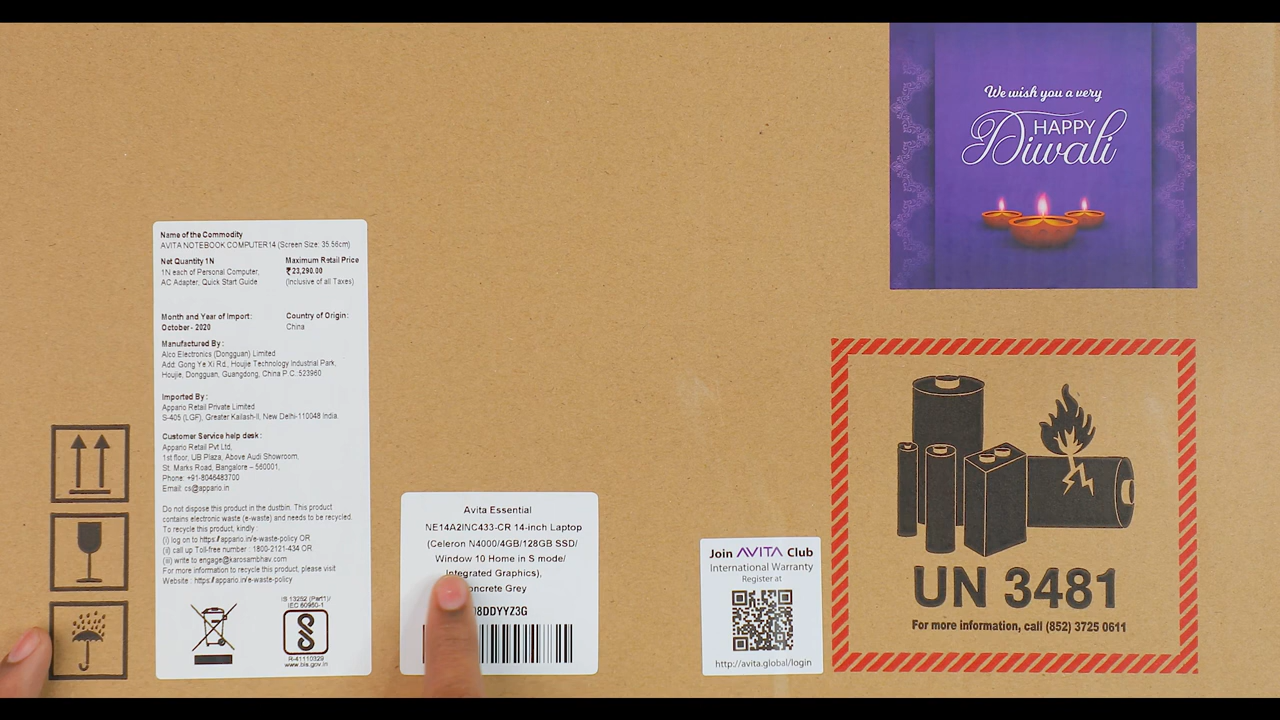 We wish you a very
HAPPY
Diwali
Name of the Commodity
AVITA NOTEBOOK COMPUTER14 (Screen Size: 35.56cm)
Net Quantity 1N
1N each of Personal Computer,
AC Adapter, Quick Start Guide
Maximum Retail Price
₹23,290.00
(Inclusive of all Taxes)
Month and Year of Import:
October- 2020
Country of Origin:
China
Manufactured By:
Alco Electronics (Dongguan) Limited
Add: Gong Ye Xi Rd., Houjie Technology Industrial Park,
Houjie, Dongguan, Guangdong, China P.C.:523960
Imported By:
Appario Retail Private Limited
S-405 (LGF), Greater Kailash-II, New Delhi-110048 India.
Customer Service help desk:
Appario Retail Pvt Ltd,
1st floor, UB Plaza, Above Audi Showroom,
St. Marks Road, Bangalore – 560001,
Phone: +91-8046483700
Email: cs@appario.in
Do not dispose this product in the dustbin. This product
contains electronic waste (e-waste) and needs to be recycled.
To recycle this product, kindly:
(i) log on to https://appario.in/e-waste-policy OR
(ii) call up Toll-free number : 1800-2121-434 OR
(iii) write to engage@karosambhav.com
For more information to recycle this product, please visit
Website : https://appario.in/e-waste-policy
IS 13252 (Part1)/
IEC 60950-1
R-41110329
www.bis.gov.in
Avita Essential
NE14A2INC433-CR 14-inch Laptop
(Celeron N4000/4GB/128GB SSD/
Window 10 Home in S mode/
Integrated Graphics),
Grey
8DDYYZ3G
Join AVITA Club
International Warranty
Register at
http://avita.global/login
UN 3481
For more information, call (852) 3725 0611